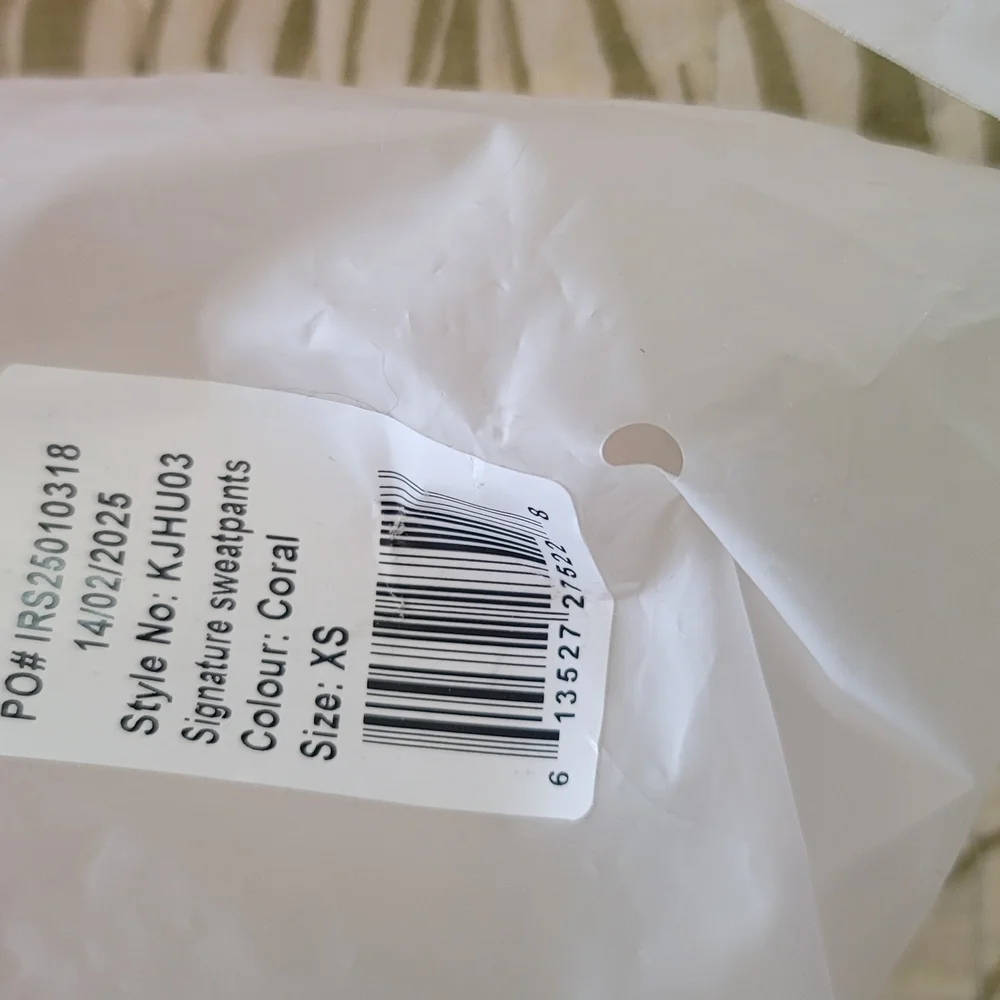 PO# IRS25010318
14/02/2025
Style No: KJHU03
Signature sweatpants
Colour: Coral
Size: XS
6 13527 27522 8